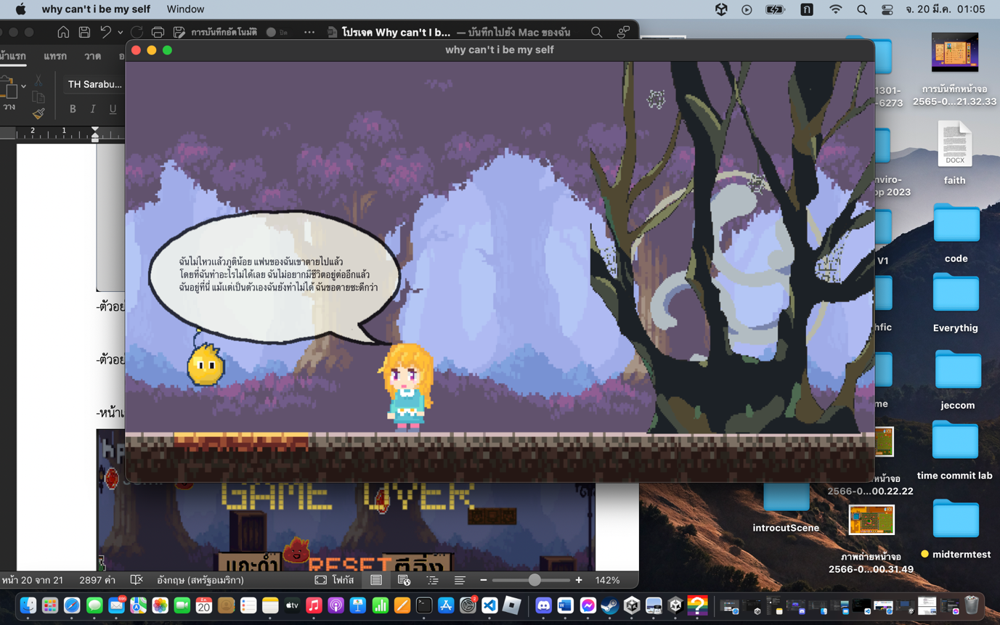 why can't i be my self Window
ก
จ. 20 มี.ค. 01:05
การบันทึกอัตโนมัติ ปิด
โปรเจค Why can't I b... — บันทึกไปยัง Mac ของฉัน
why can't i be my self
หน้าแรก แทรก วาด อ
วาง
TH Sarabu...
B I U
2 1
-ตัวอย
-ตัวอย
-หน้าเ
ฉันไม่ไหวแล้วภูติน้อย แฟนของฉันเขาตายไปแล้ว
โดยที่ฉันทำอะไรไม่ได้เลย ฉันไม่อยากมีชีวิตอยู่ต่ออีกแล้ว
ฉันอยู่ที่นี่ แม้แต่เป็นตัวเองฉันยังทำไม่ได้ ฉันขอตายซะดีกว่า
GAME OVER
แกะดำ
RESET
ตีลิ่ง
หน้า 20 จาก 21 2897 คำ อังกฤษ (สหรัฐอเมริกา) โฟกัส 142%
1301-
-6273
การบันทึกหน้าจอ
2565-0...21.32.33
DOCX
faith
nviro-
op 2023
V1
code
hfic
Everythig
me
jeccom
time commit lab
หน้าจอ
2566-0...00.22.22
introcutScene
ภาพถ่ายหน้าจอ
2566-0...00.31.49
midtermtest
20
tv